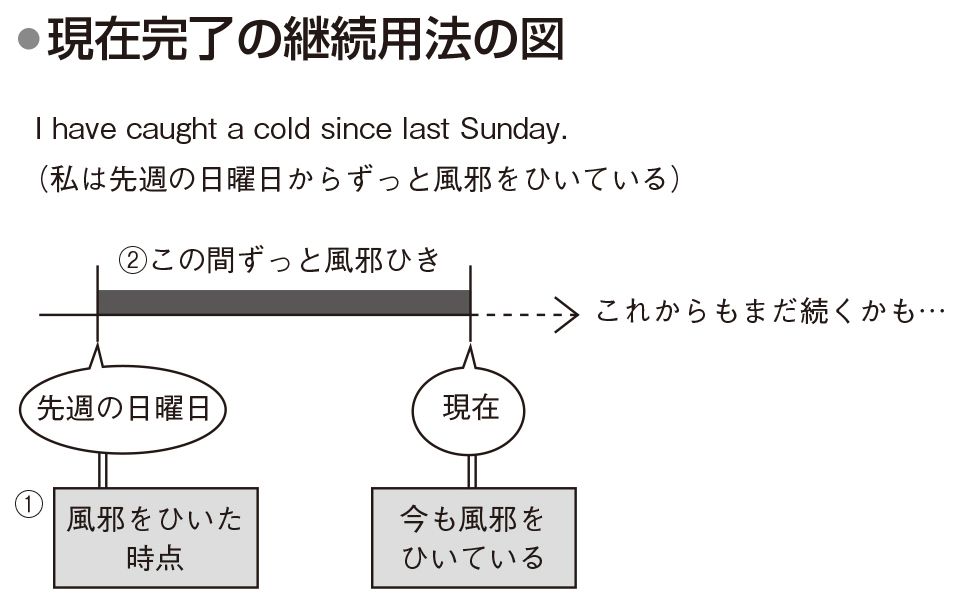 ●現在完了の継続用法の図
I have caught a cold since last Sunday.
（私は先週の日曜日からずっと風邪をひいている）
②この間ずっと風邪ひき
これからもまだ続くかも…
先週の日曜日
現在
①
風邪をひいた
時点
今も風邪を
ひいている